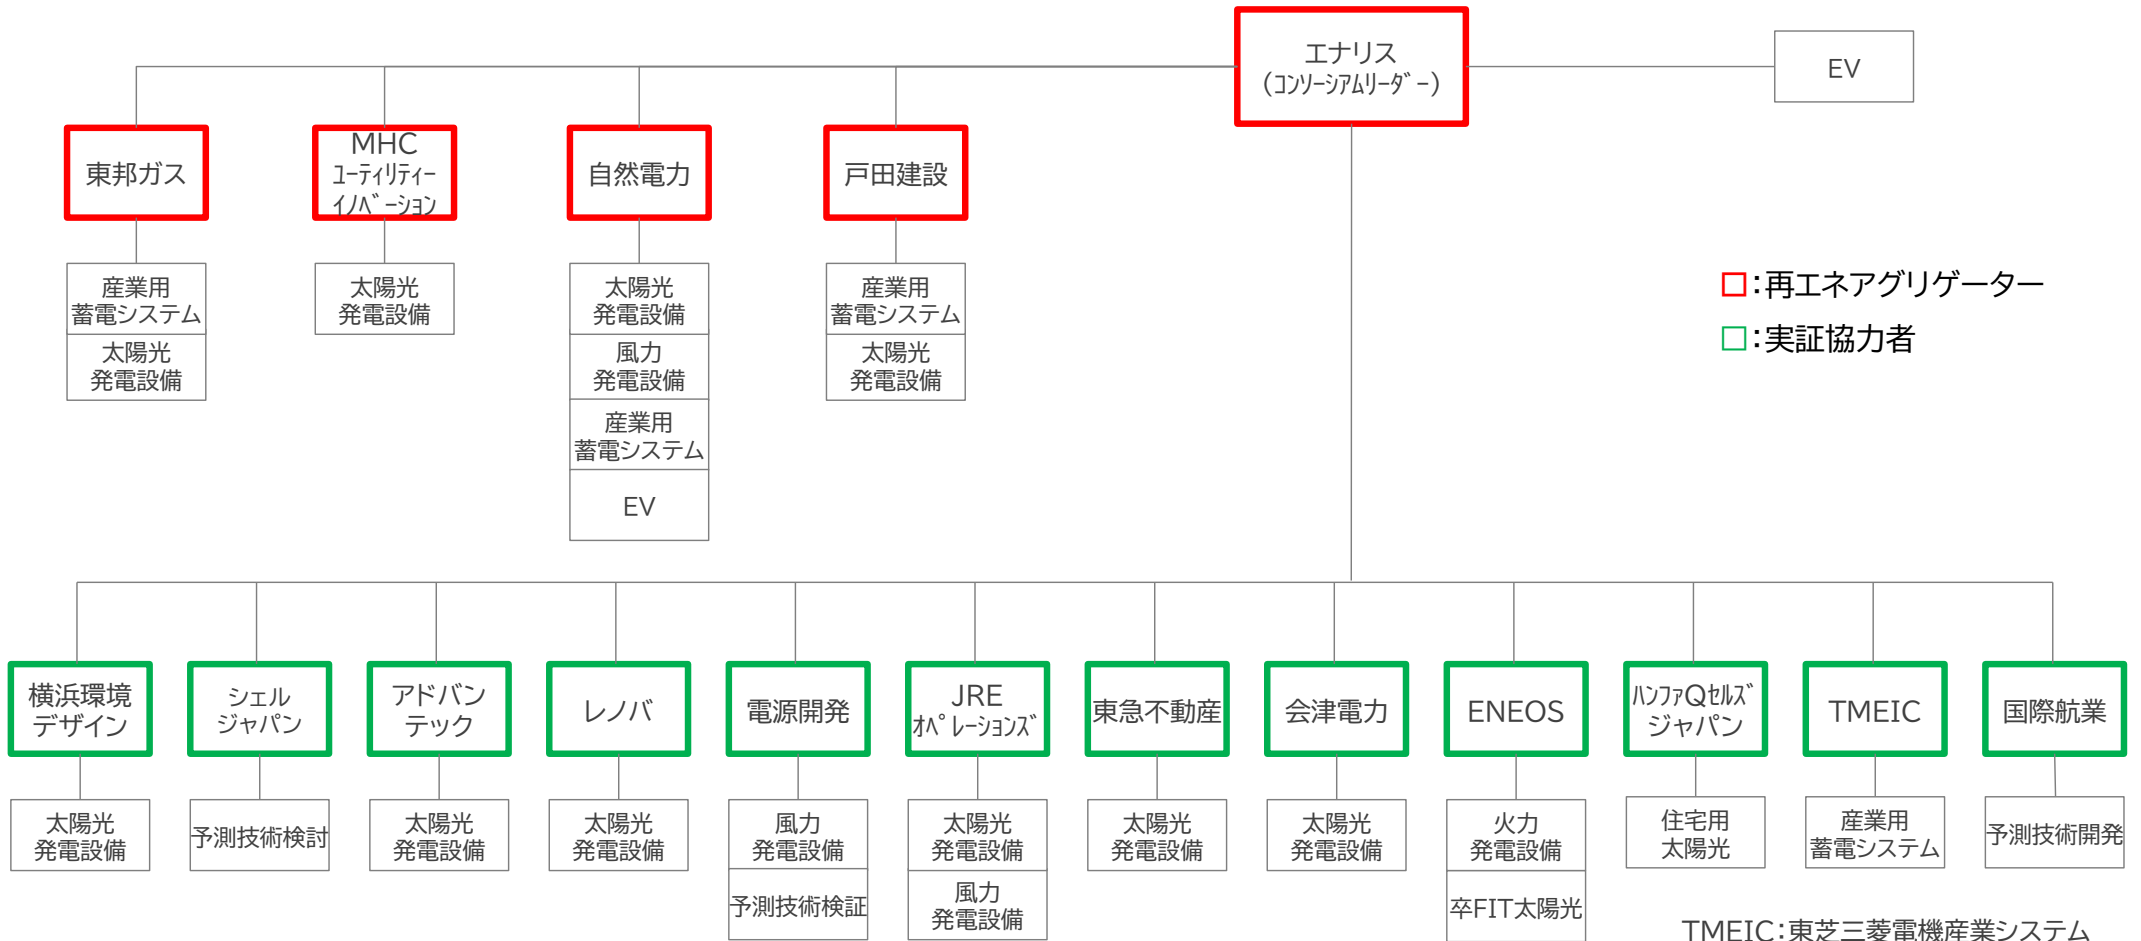 エナリス
(ｺﾝｿｰｼｱﾑﾘｰﾀﾞｰ)
EV
東邦ガス
MHC
ﾕｰﾃｨﾘﾃｨｰ
ｲﾉﾍﾞｰｼｮﾝ
自然電力
戸田建設
産業用
蓄電システム
太陽光
発電設備
太陽光
発電設備
太陽光
発電設備
風力
発電設備
産業用
蓄電システム
EV
産業用
蓄電システム
太陽光
発電設備
□:再エネアグリゲーター
□:実証協力者
横浜環境
デザイン
シェル
ジャパン
アドバン
テック
レノバ
電源開発
JRE
ｵﾍﾟﾚｰｼｮﾝｽﾞ
東急不動産
会津電力
ENEOS
ﾊﾝﾌｧQｾﾙｽﾞ
ジャパン
TMEIC
国際航業
太陽光
発電設備
予測技術検討
太陽光
発電設備
太陽光
発電設備
風力
発電設備
予測技術検証
太陽光
発電設備
風力
発電設備
太陽光
発電設備
太陽光
発電設備
火力
発電設備
卒FIT太陽光
住宅用
太陽光
産業用
蓄電システム
予測技術開発
TMEIC:東芝三菱電機産業システム